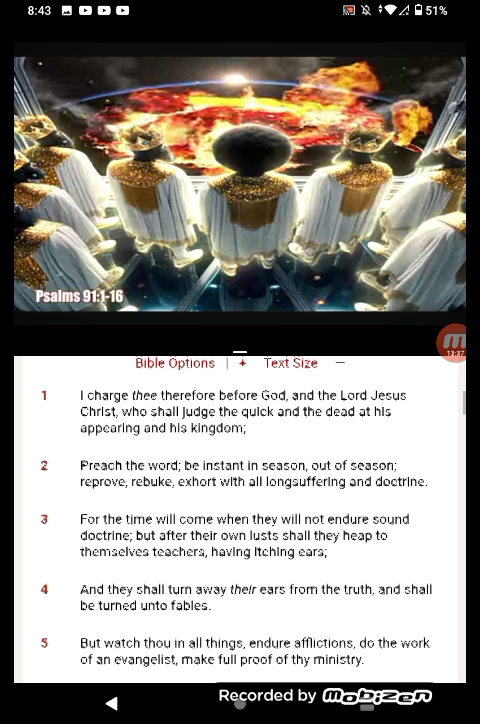 8:43
51%
Psalms 91:1-16
Bible Options | + Text Size −
1 I charge thee therefore before God, and the Lord Jesus
Christ, who shall judge the quick and the dead at his
appearing and his kingdom;
2 Preach the word; be instant in season, out of season;
reprove, rebuke, exhort with all longsuffering and doctrine.
3 For the time will come when they will not endure sound
doctrine; but after their own lusts shall they heap to
themselves teachers, having itching ears;
4 And they shall turn away their ears from the truth, and shall
be turned unto fables.
5 But watch thou in all things, endure afflictions, do the work
of an evangelist, make full proof of thy ministry.
Recorded by Mobizen